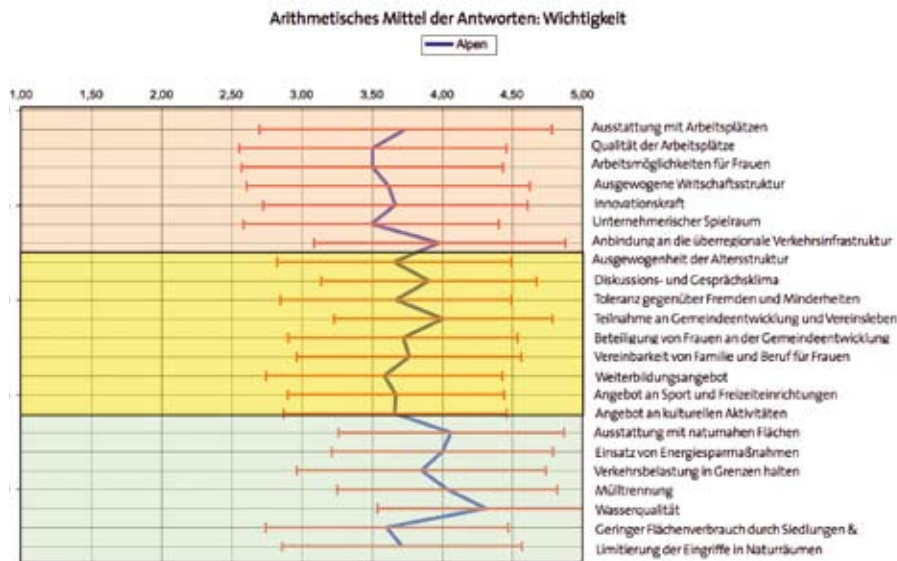 Arithmetisches Mittel der Antworten: Wichtigkeit
Alpen
1,00 1,50 2,00 2,50 3,00 3,50 4,00 4,50 5,00
Ausstattung mit Arbeitsplätzen
Qualität der Arbeitsplätze
Arbeitsmöglichkeiten für Frauen
Ausgewogene Wirtschaftsstruktur
Innovationskraft
Unternehmerischer Spielraum
Anbindung an die überregionale Verkehrsinfrastruktur
Ausgewogenheit der Altersstruktur
Diskussions- und Gesprächsklima
Toleranz gegenüber Fremden und Minderheiten
Teilnahme an Gemeindeentwicklung und Vereinsleben
Beteiligung von Frauen an der Gemeindeentwicklung
Vereinbarkeit von Familie und Beruf für Frauen
Weiterbildungsangebot
Angebot an Sport und Freizeiteinrichtungen
Angebot an kulturellen Aktivitäten
Ausstattung mit naturnahen Flächen
Einsatz von Energiesparmaßnahmen
Verkehrsbelastung in Grenzen halten
Mülltrennung
Wasserqualität
Geringer Flächenverbrauch durch Siedlungen &
Limitierung der Eingriffe in Naturräumen